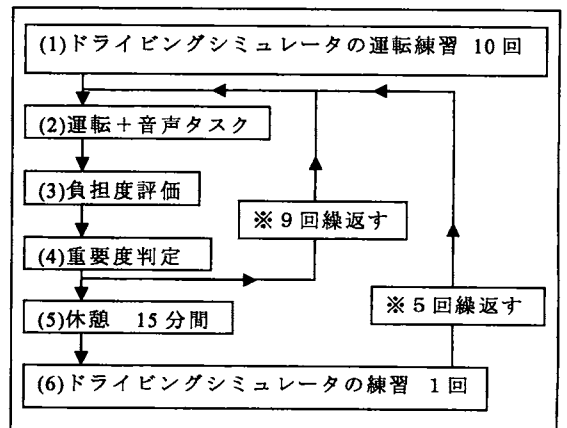 (1)ドライビングシミュレータの運転練習 10回
(2)運転＋音声タスク
(3)負担度評価
※9回繰返す
(4)重要度判定
※5回繰返す
(5)休憩 15分間
(6)ドライビングシミュレータの練習 1回